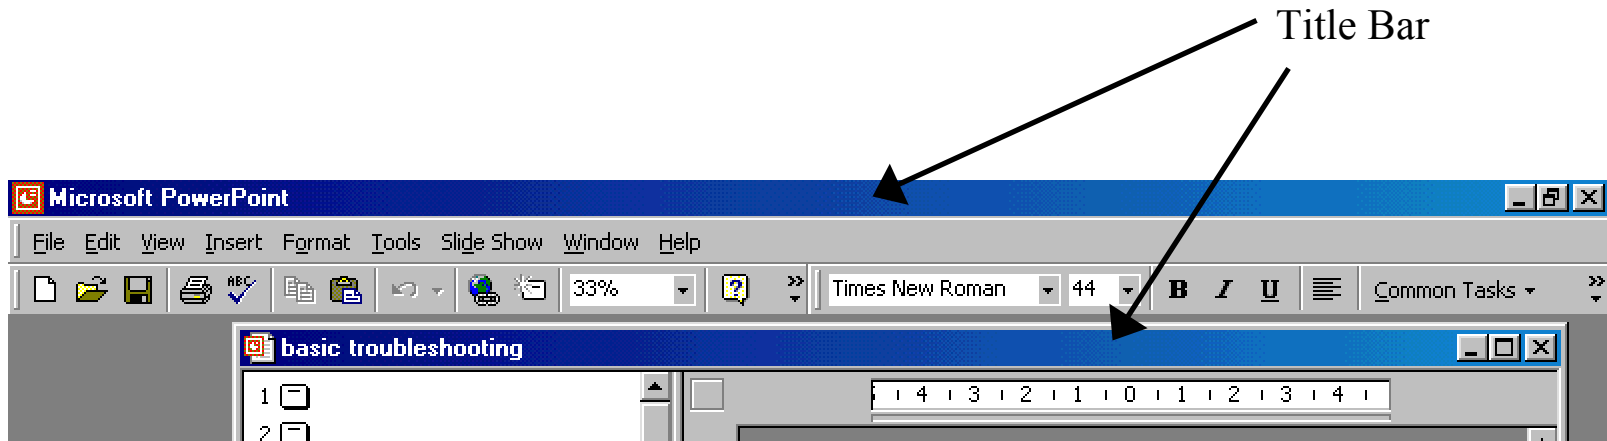 Title Bar
Microsoft PowerPoint
File Edit View Insert Format Tools Slide Show Window Help
ABC 33% ? Times New Roman 44 B I U Common Tasks
basic troubleshooting
1
4 3 2 1 0 1 2 3 4
2